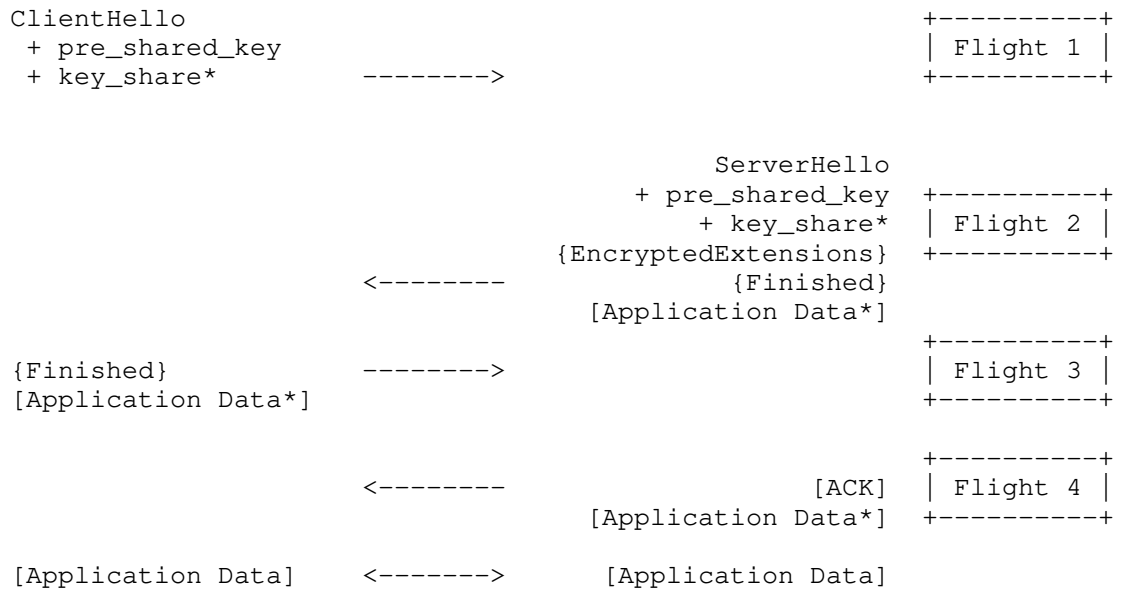 ClientHello                                            +----------+
 + pre_shared_key                                      | Flight 1 |
 + key_share*         -------->                        +----------+
                                         ServerHello
                                    + pre_shared_key   +----------+
                                        + key_share*   | Flight 2 |
                               {EncryptedExtensions}   +----------+
                      <--------           {Finished}
                                 [Application Data*]
                                                       +----------+
{Finished}            -------->                        | Flight 3 |
[Application Data*]                                    +----------+
                                                       +----------+
                      <--------                [ACK]   | Flight 4 |
                                 [Application Data*]   +----------+
[Application Data]    <------->   [Application Data]